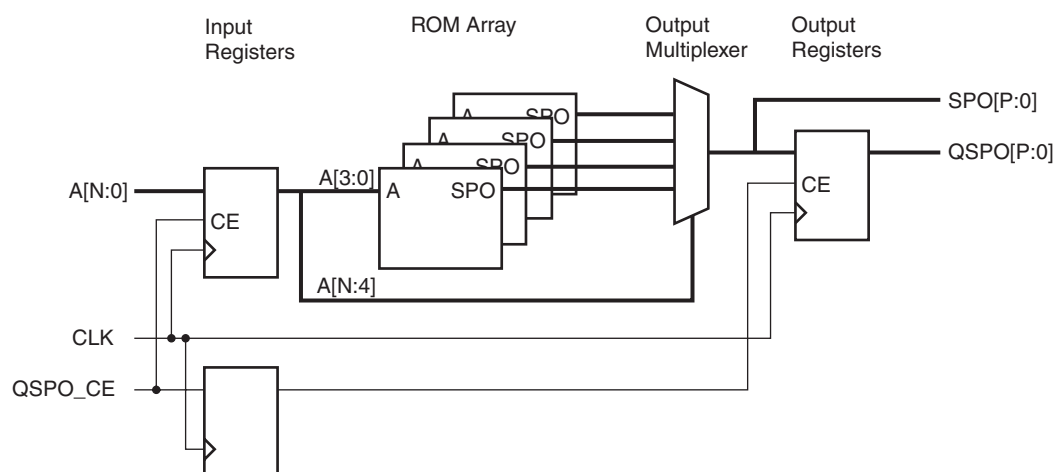 Input
Registers
ROM Array
Output
Multiplexer
Output
Registers
A SPO
A SPO
A SPO
A SPO
SPO[P:0]
QSPO[P:0]
A[N:0]
A[3:0]
CE
CE
A[N:4]
CLK
QSPO_CE